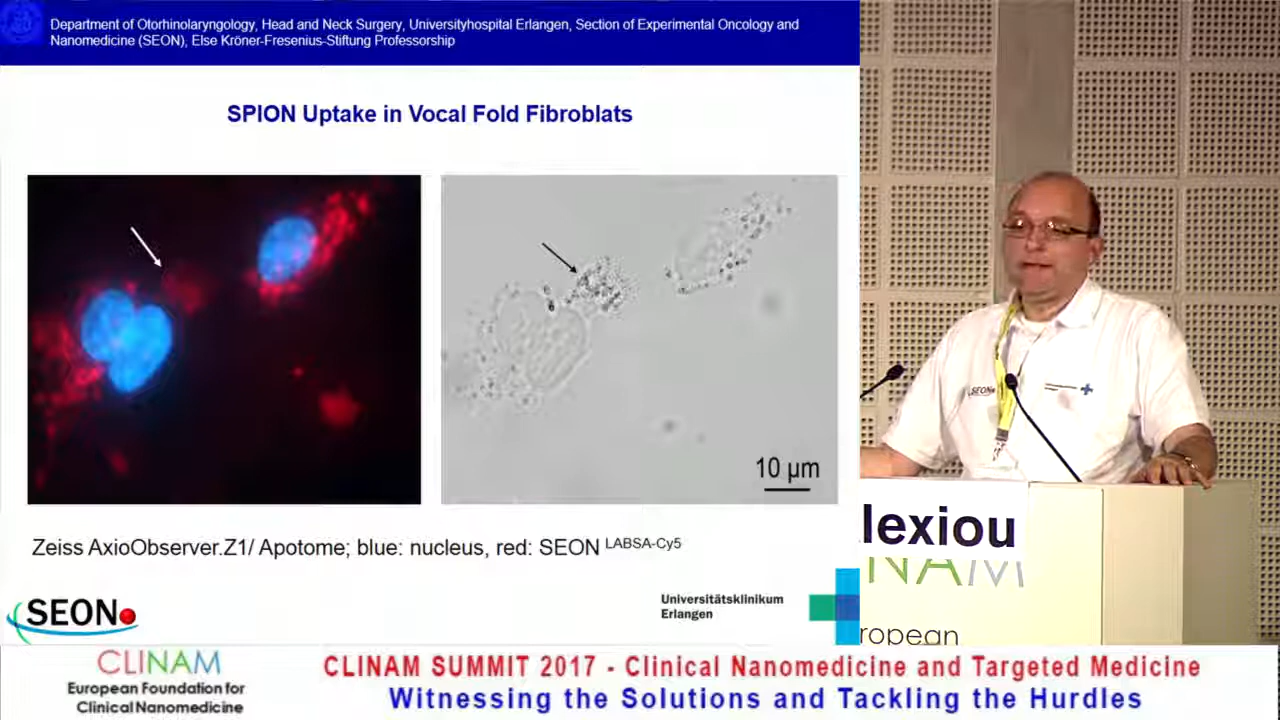 Department of Otorhinolaryngology, Head and Neck Surgery, Universityhospital Erlangen, Section of Experimental Oncology and
Nanomedicine (SEON), Else Kröner-Fresenius-Stiftung Professorship
SPION Uptake in Vocal Fold Fibroblats
10 µm
Zeiss AxioObserver.Z1/ Apotome; blue: nucleus, red: SEON LABSA-Cy5
SEON
Universitätsklinikum
Erlangen
SEON
lexiou
NAM
ropean
CLINAM
European Foundation for
Clinical Nanomedicine
CLINAM SUMMIT 2017 - Clinical Nanomedicine and Targeted Medicine
Witnessing the Solutions and Tackling the Hurdles